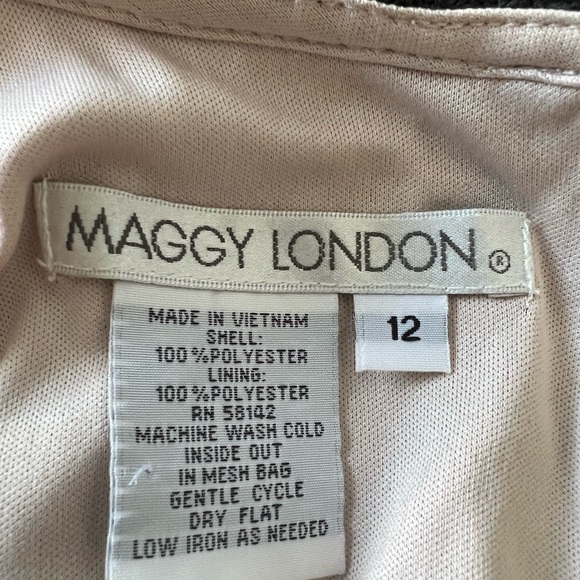 MAGGY LONDON ®
12
MADE IN VIETNAM
SHELL:
100%POLYESTER
LINING:
100%POLYESTER
RN 58142
MACHINE WASH COLD
INSIDE OUT
IN MESH BAG
GENTLE CYCLE
DRY FLAT
LOW IRON AS NEEDED